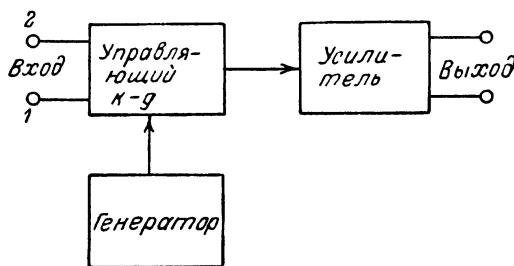 2
Вход
1
Управля-
ющий
к-д
Усили-
тель
Выход
Генератор